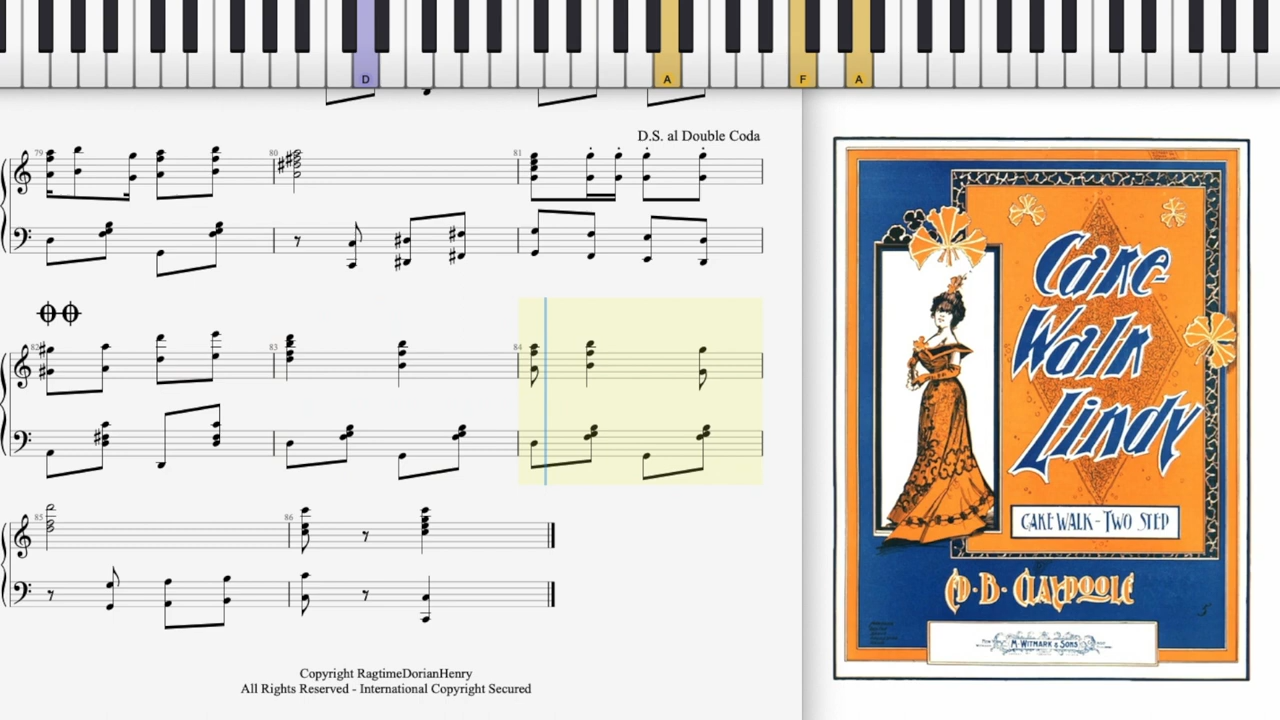 D
A
F
A
D.S. al Double Coda
79
80
81
82
83
84
85
86
Copyright RagtimeDorianHenry
All Rights Reserved - International Copyright Secured
Cake-
Walk
Lindy
CAKE WALK - TWO STEP
ED. B. CLAYPOOLE
M. WITMARK & SONS